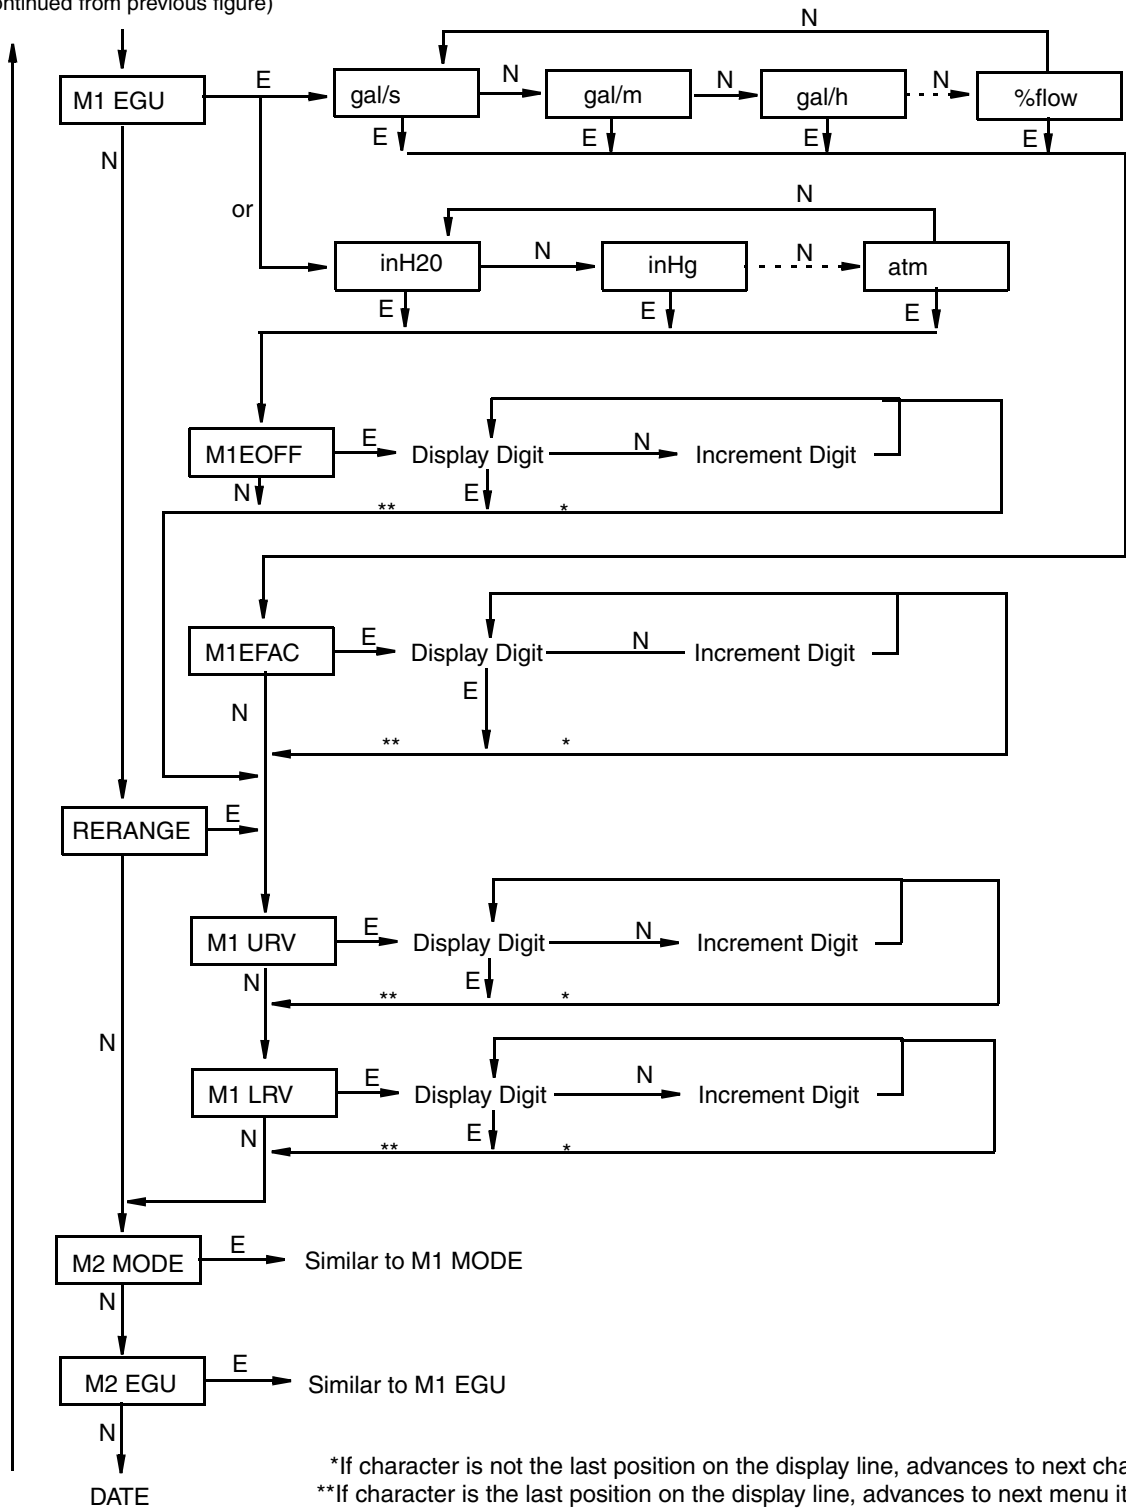 ontinued from previous figure)
N
M1 EGU
E
gal/s
N
gal/m
N
gal/h
N
%flow
E
E
E
E
N
or
N
inH20
N
inHg
N
atm
E
E
E
M1EOFF
E
Display Digit
N
Increment Digit
N
E
**
*
M1EFAC
E
Display Digit
N
Increment Digit
E
N
**
*
RERANGE
E
M1 URV
E
Display Digit
N
Increment Digit
N
E
**
*
N
M1 LRV
E
Display Digit
N
Increment Digit
N
E
**
*
M2 MODE
E
Similar to M1 MODE
N
M2 EGU
E
Similar to M1 EGU
N
DATE
*If character is not the last position on the display line, advances to next cha
**If character is the last position on the display line, advances to next menu it